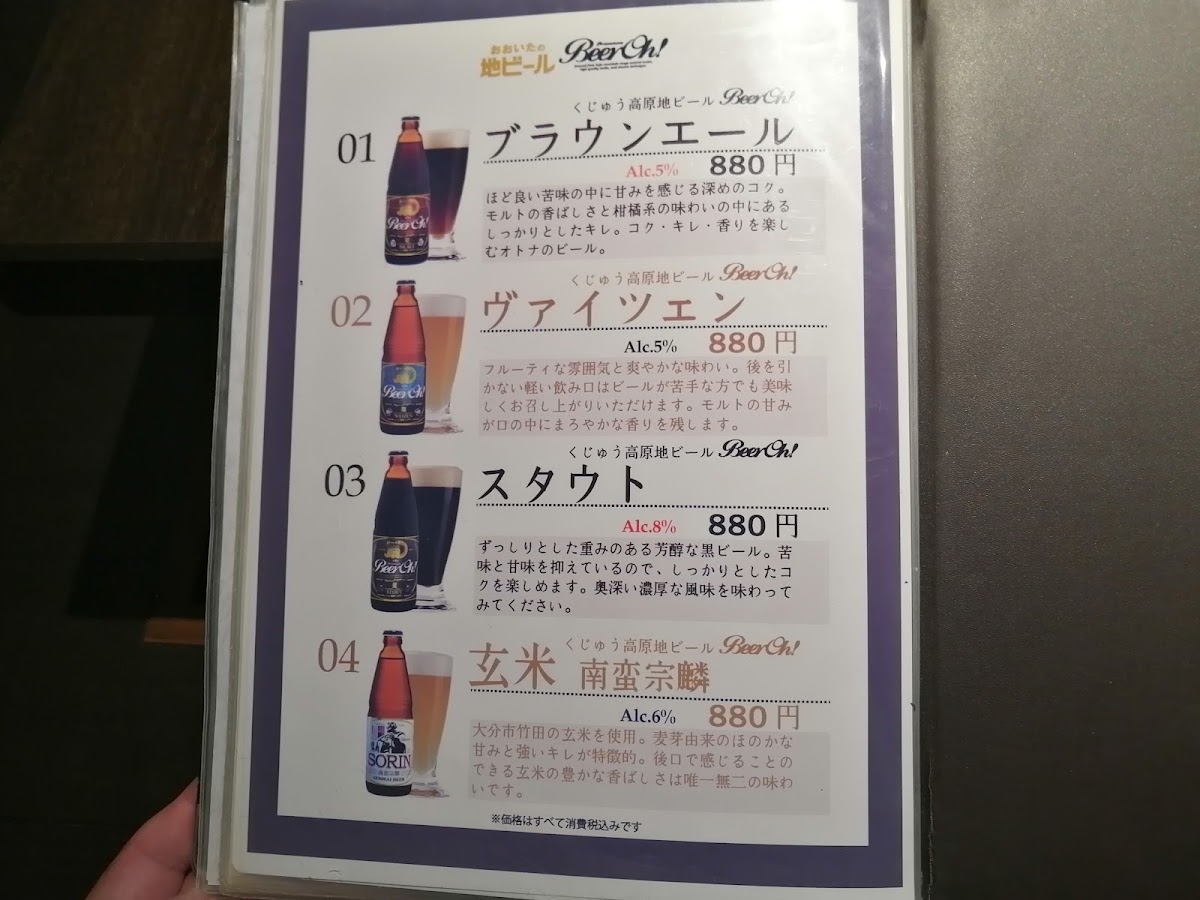 おおいたの
地ビール Beer Oh!
くじゅう高原地ビール Beer Oh!
01 ブラウンエール
Alc.5% 880円
ほど良い苦味の中に甘みを感じる深めのコク。
モルトの香ばしさと柑橘系の味わいの中にある
しっかりとしたキレ。コク・キレ・香りを楽し
むオトナのビール。
Beer Oh!
くじゅう高原地ビール Beer Oh!
02 ヴァイツェン
Alc.5% 880円
フルーティな雰囲気と爽やかな味わい。後を引
かない軽い飲み口はビールが苦手な方でも美味
しくお召し上がりいただけます。モルトの甘み
が口の中にまろやかな香りを残します。
Beer Oh!
くじゅう高原地ビール Beer Oh!
03 スタウト
Alc.8% 880円
ずっしりとした重みのある芳醇な黒ビール。苦
味と甘味を抑えているので、しっかりとしたコ
クを楽しめます。奥深い濃厚な風味を味わって
みてください。
Beer Oh!
くじゅう高原地ビール Beer Oh!
04 玄米 南蛮宗麟
Alc.6% 880円
大分市竹田の玄米を使用。麦芽由来のほのかな
甘みと強いキレが特徴的。後口で感じることの
できる玄米の豊かな香ばしさは唯一無二の味わ
いです。
SORIN
※価格はすべて消費税込みです